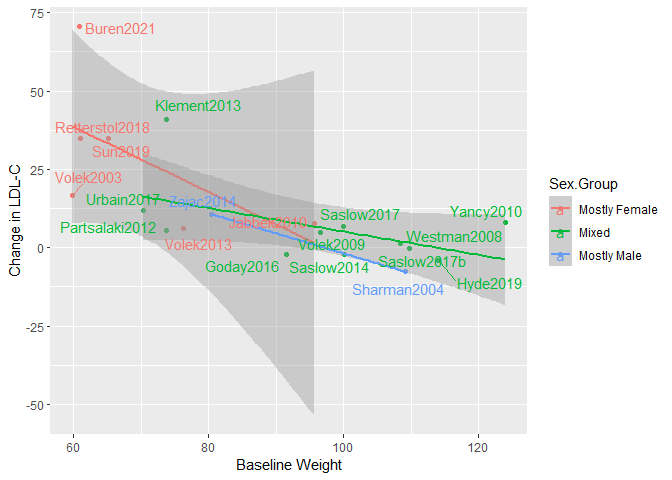 75
50
25
0
-25
-50
60
80
100
120
Change in LDL-C
Baseline Weight
Buren2021
Klement2013
Retterstol2018
Sun2019
Volek2003
Urbain2017
Zajac2014
Partsalaki2012
Volek2013
Jabbek2010
Saslow2017
Yancy2010
Volek2009
Westman2008
Goday2016
Saslow2014
Saslow2017b
Hyde2019
Sharman2004
Sex.Group
a Mostly Female
a Mixed
a Mostly Male